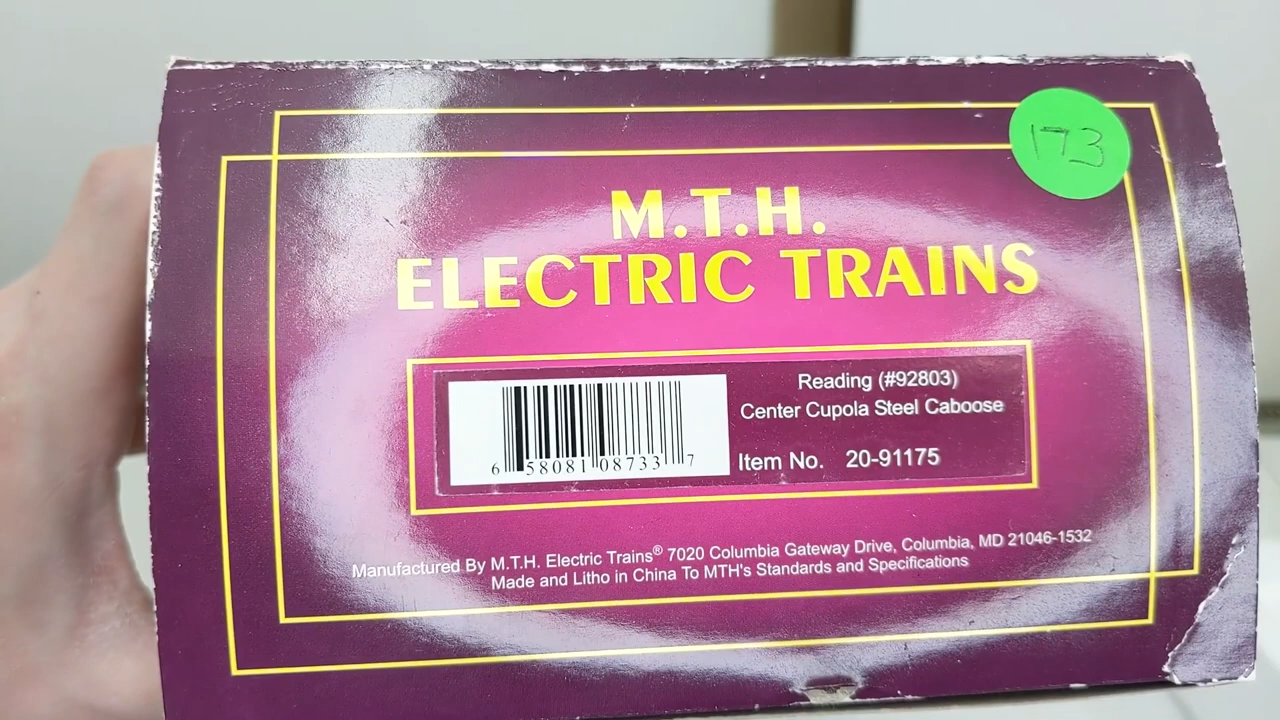 173
M.T.H.
ELECTRIC TRAINS
Reading (#92803)
Center Cupola Steel Caboose
Item No. 20-91175
6 58081 08733 7
Manufactured By M.T.H. Electric Trains® 7020 Columbia Gateway Drive, Columbia, MD 21046-1532
Made and Litho in China To MTH's Standards and Specifications